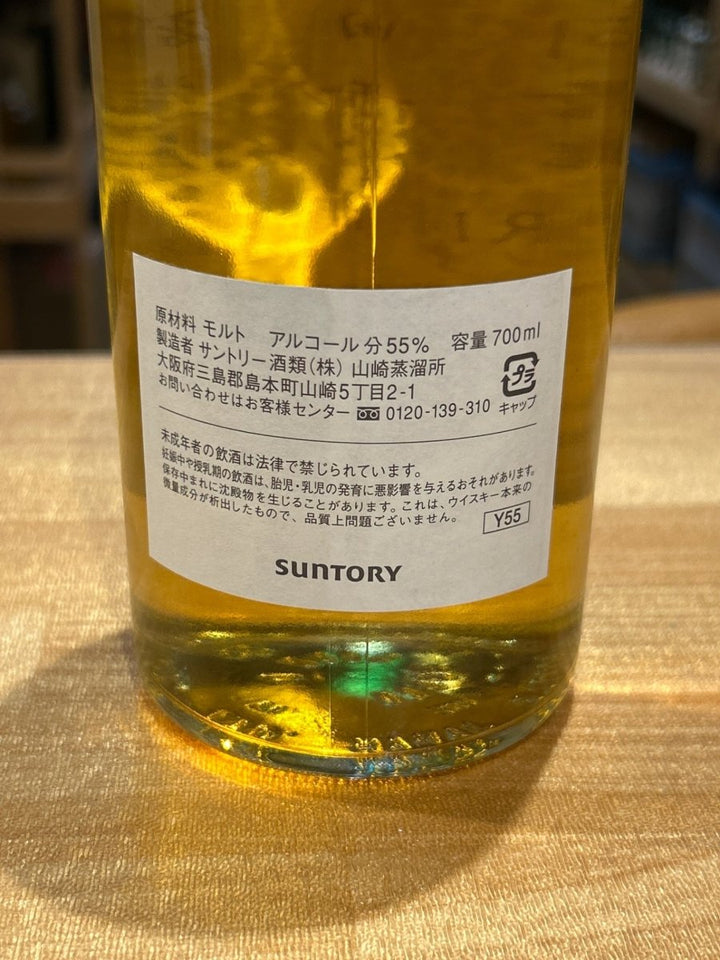 原材料 モルト アルコール分55% 容量700ml
製造者 サントリー酒類(株) 山崎蒸溜所
大阪府三島郡島本町山崎5丁目2-1
お問い合わせはお客様センター 0120-139-310
プラ
キャップ
未成年者の飲酒は法律で禁じられています。
妊娠中や授乳期の飲酒は、胎児・乳児の発育に悪影響を与えるおそれがあります。
保存中まれに沈殿物を生じることがあります。これは、ウイスキー本来の
微量成分が析出したもので、品質上問題ございません。
Y55
SUNTORY